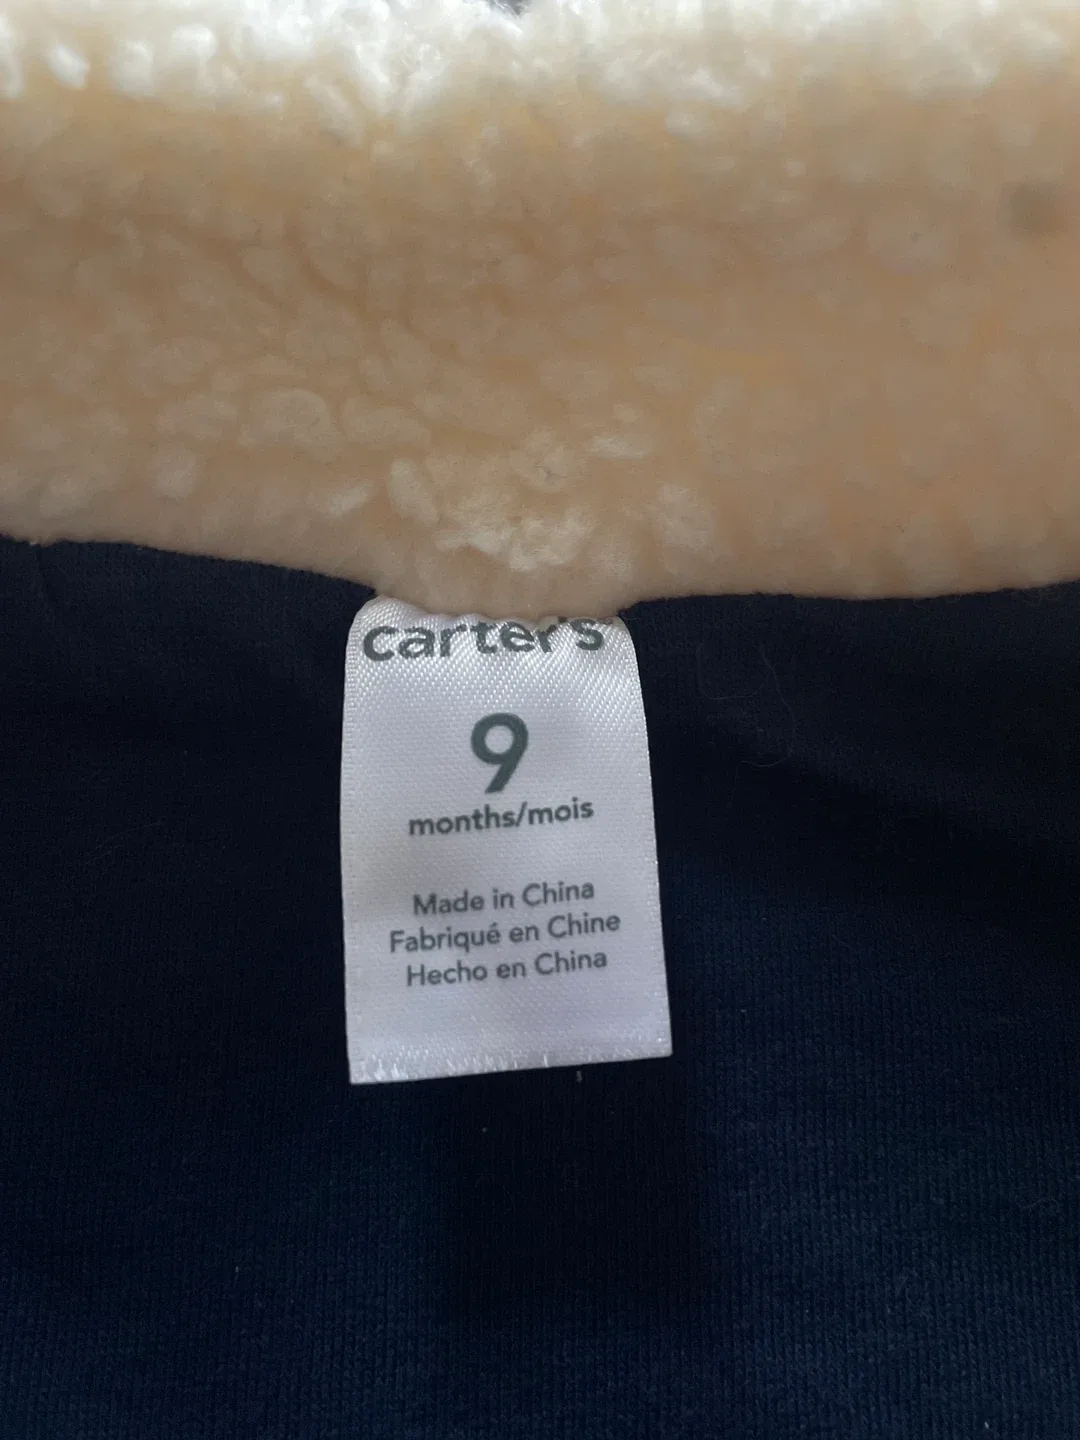 carter's
9
months/mois
Made in China
Fabriqué en Chine
Hecho en China